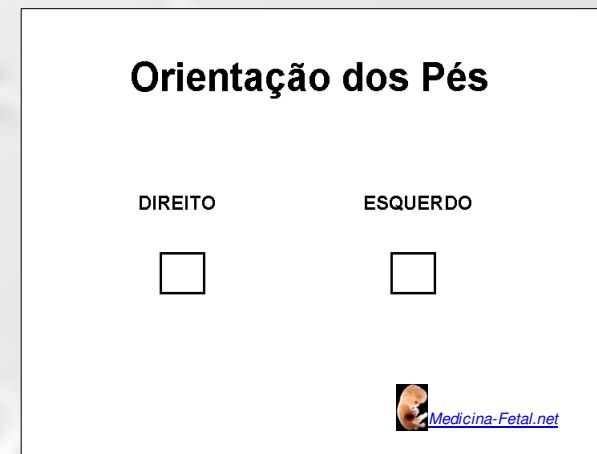 Orientação dos Pés
DIREITO ESQUERDO
Medicina-Fetal.net